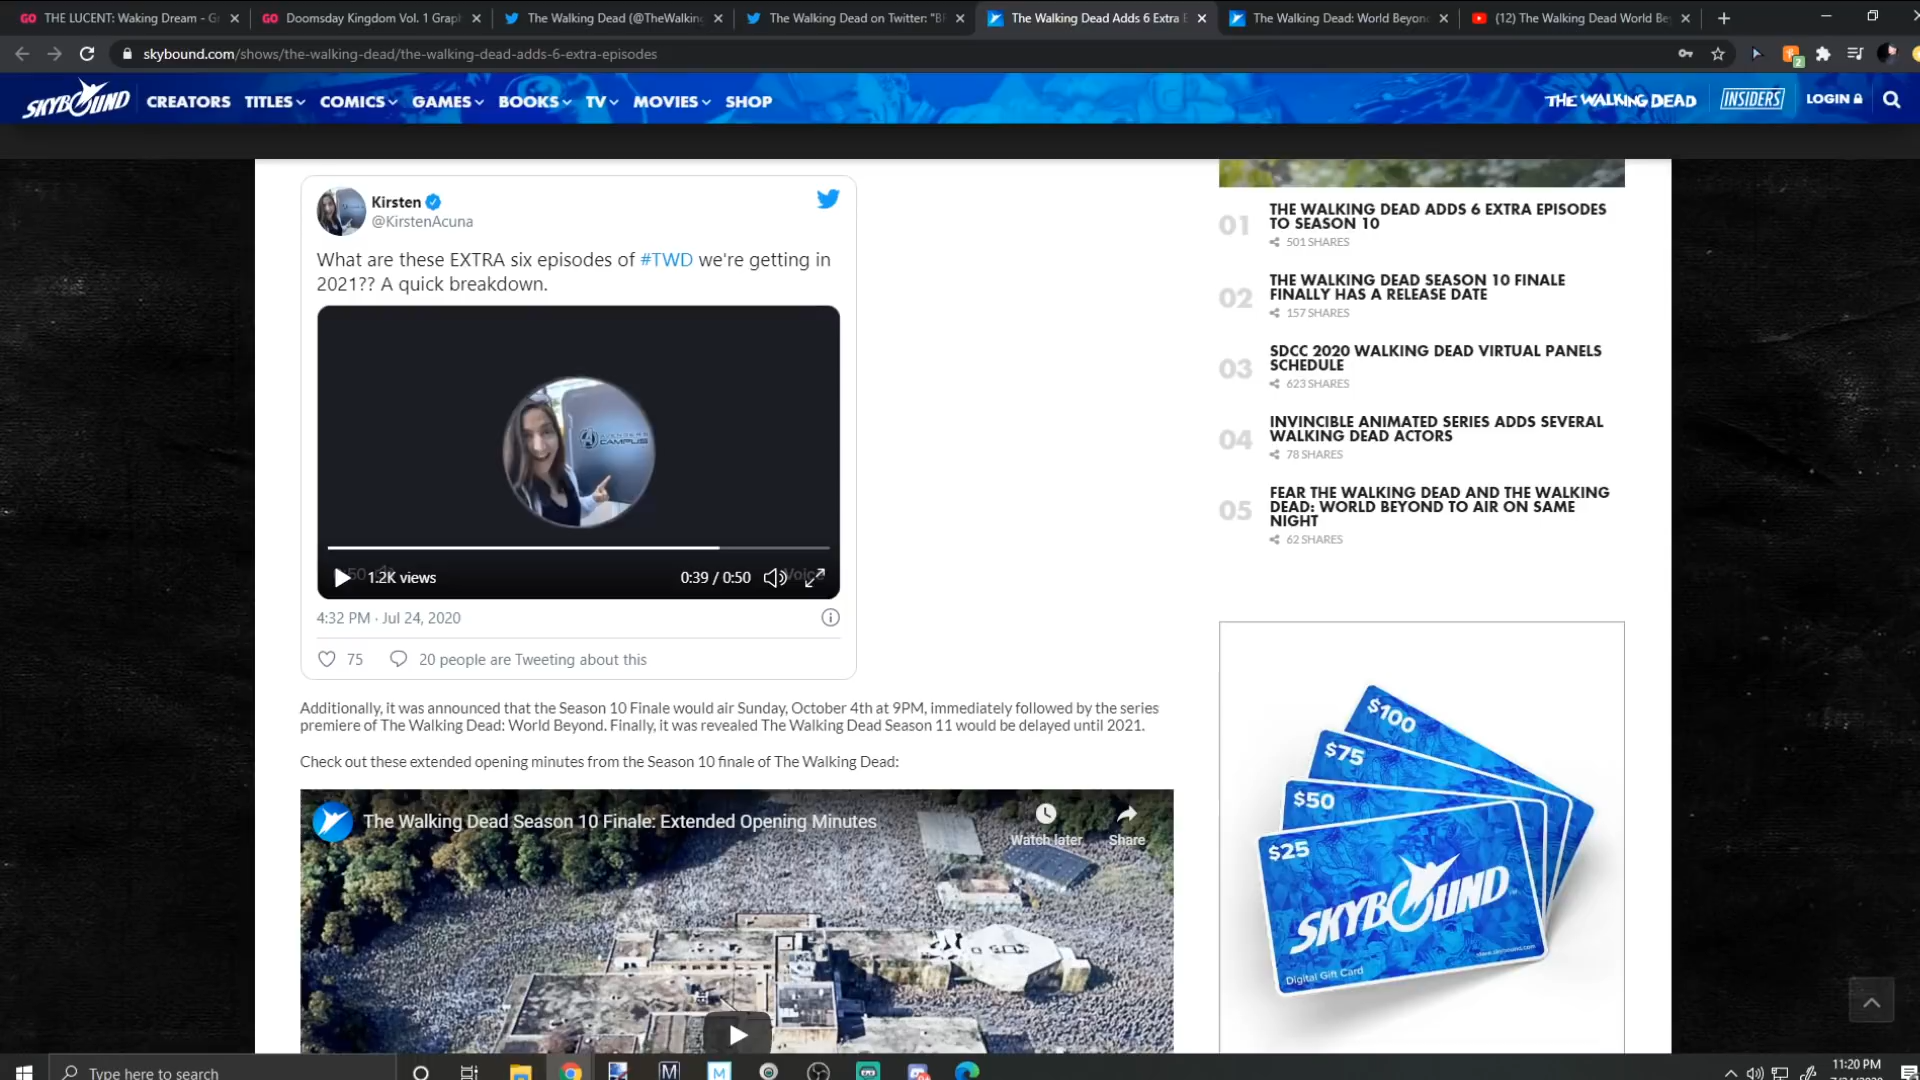 GO THE LUCENT: Waking Dream - Gr
GO Doomsday Kingdom Vol. 1 Grap
The Walking Dead (@TheWalking
The Walking Dead on Twitter: "BR
The Walking Dead Adds 6 Extra E
The Walking Dead: World Beyond
(12) The Walking Dead World Be
skybound.com/shows/the-walking-dead/the-walking-dead-adds-6-extra-episodes
2
SKYBOUND CREATORS TITLES COMICS GAMES BOOKS TV MOVIES SHOP THE WALKING DEAD INSIDERS LOGIN
Kirsten
@KirstenAcuna
What are these EXTRA six episodes of #TWD we're getting in
2021?? A quick breakdown.
AVENGERS
CAMPUS
1.2K views 0:39 / 0:50 Voice
4:32 PM · Jul 24, 2020
75 20 people are Tweeting about this
Additionally, it was announced that the Season 10 Finale would air Sunday, October 4th at 9PM, immediately followed by the series
premiere of The Walking Dead: World Beyond. Finally, it was revealed The Walking Dead Season 11 would be delayed until 2021.
Check out these extended opening minutes from the Season 10 finale of The Walking Dead:
The Walking Dead Season 10 Finale: Extended Opening Minutes
Watch later Share
01 THE WALKING DEAD ADDS 6 EXTRA EPISODES
TO SEASON 10
501 SHARES
02 THE WALKING DEAD SEASON 10 FINALE
FINALLY HAS A RELEASE DATE
157 SHARES
03 SDCC 2020 WALKING DEAD VIRTUAL PANELS
SCHEDULE
623 SHARES
04 INVINCIBLE ANIMATED SERIES ADDS SEVERAL
WALKING DEAD ACTORS
78 SHARES
05 FEAR THE WALKING DEAD AND THE WALKING
DEAD: WORLD BEYOND TO AIR ON SAME
NIGHT
62 SHARES
$100
$75
$50
$25
SKYBOUND
Digital Gift Card
Type here to search
11:20 PM